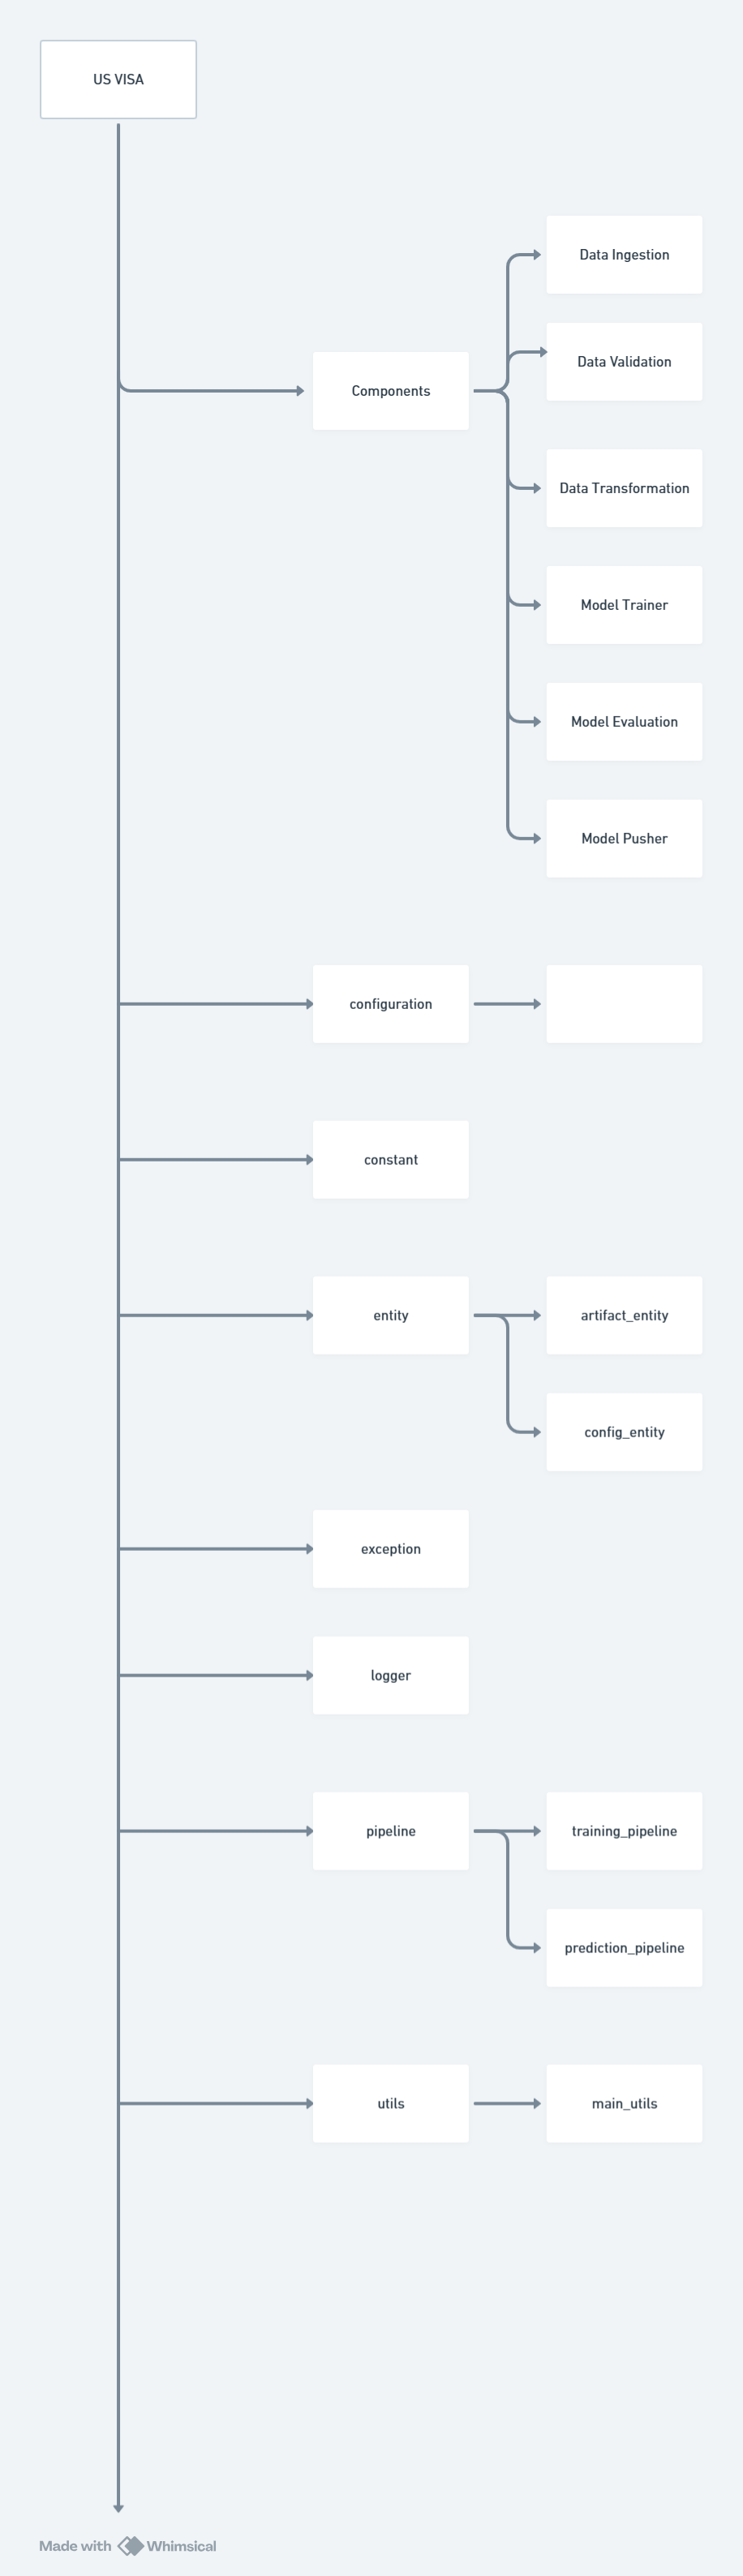 US VISA
Data Ingestion
Data Validation
Components
Data Transformation
Model Trainer
Model Evaluation
Model Pusher
configuration
constant
entity
artifact_entity
config_entity
exception
logger
pipeline
training_pipeline
prediction_pipeline
utils
main_utils
Made with Whimsical